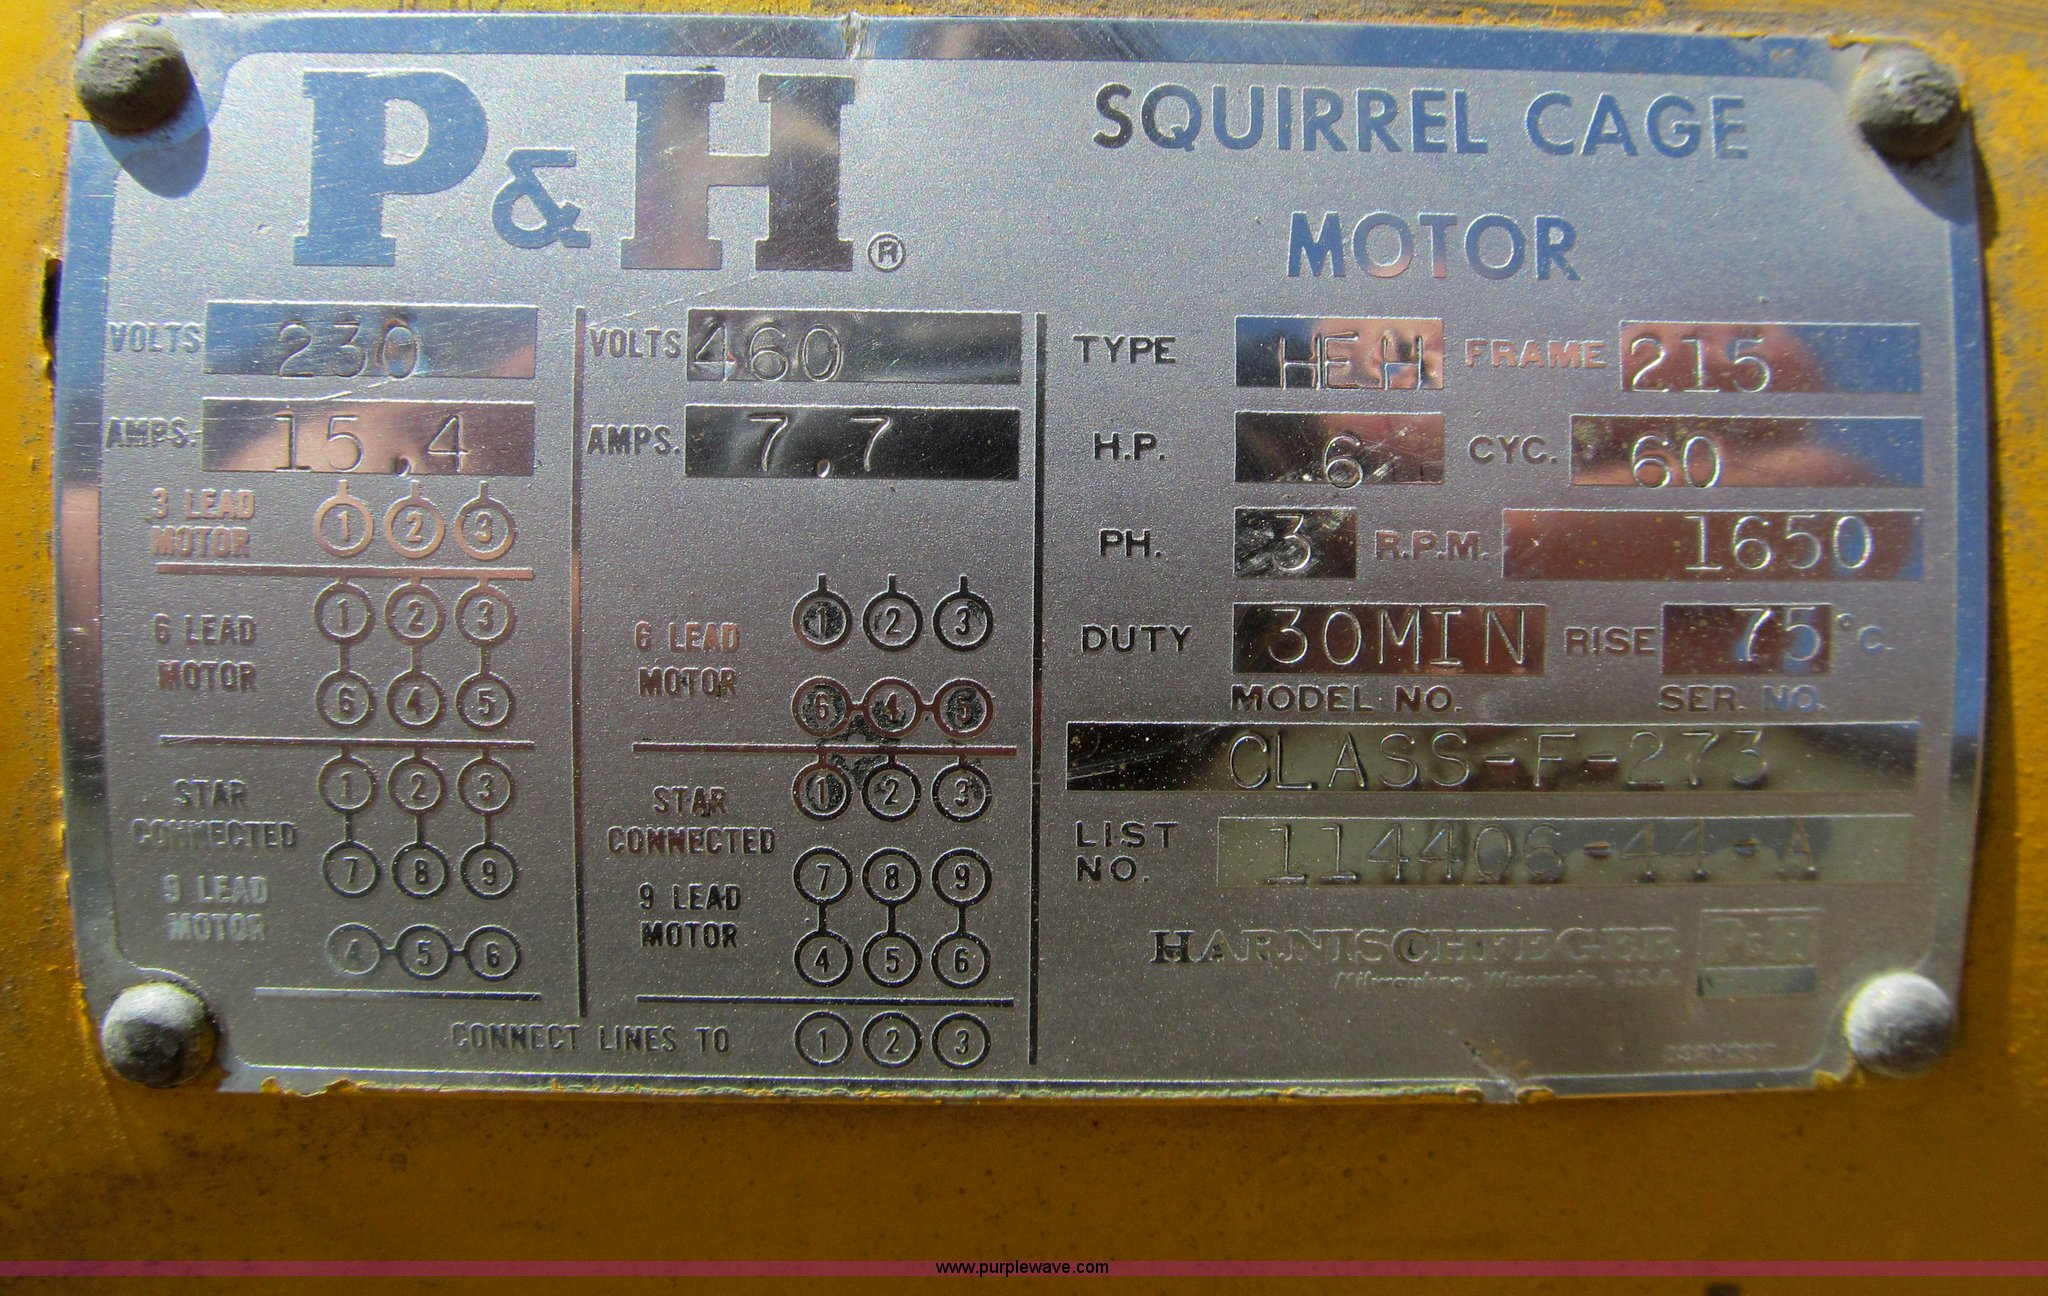 P&H®
SQUIRREL CAGE
MOTOR
VOLTS 230
AMPS. 15.4
3 LEAD
MOTOR
1 2 3
6 LEAD
MOTOR
1 2 3
6 4 5
STAR
CONNECTED
9 LEAD
MOTOR
1 2 3
7 8 9
4 5 6
VOLTS 460
AMPS. 7.7
6 LEAD
MOTOR
1 2 3
6 4 5
STAR
CONNECTED
9 LEAD
MOTOR
1 2 3
7 8 9
4 5 6
CONNECT LINES TO 1 2 3
TYPE HEH FRAME 215
H.P. 6 CYC. 60
PH. 3 R.P.M. 1650
DUTY 30MIN RISE 75 °C.
MODEL NO. SER. NO.
CLASS-F-273
LIST
NO. 114406-44-A
HARNISCHFEGER P&H
Milwaukee, Wisconsin, U.S.A.
www.purplewave.com